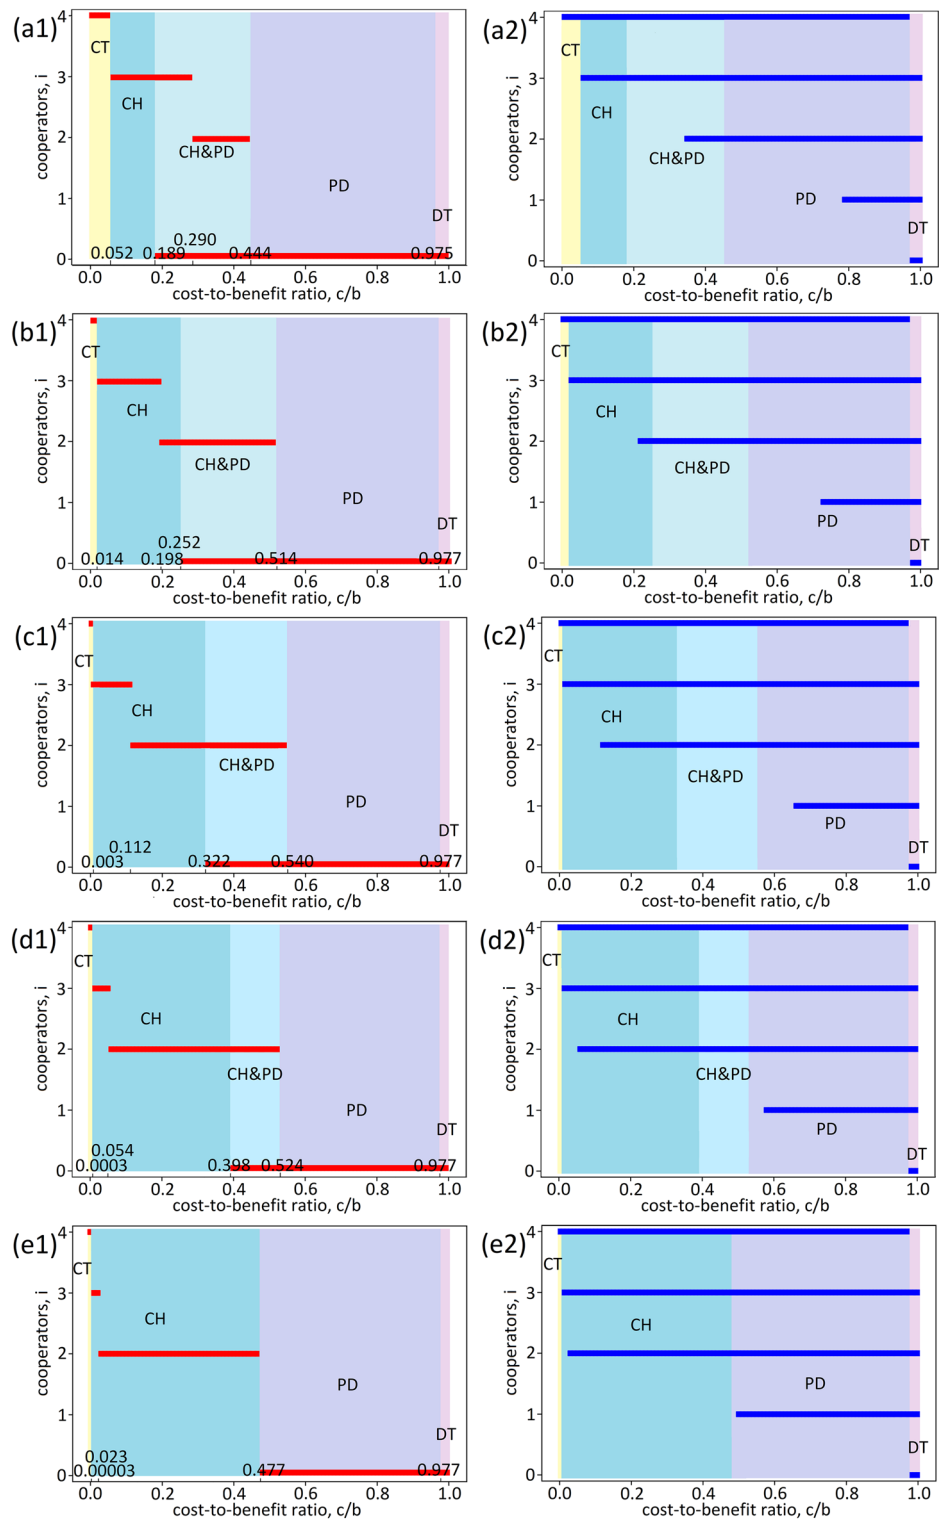 (a1)
cooperators, i
4
3
2
1
0
CT
CH
CH&PD
PD
DT
0.290
0.052 0.189 0.444 0.975
0.0 0.2 0.4 0.6 0.8 1.0
cost-to-benefit ratio, c/b
(a2)
cooperators, i
4
3
2
1
0
CT
CH
CH&PD
PD
DT
0.0 0.2 0.4 0.6 0.8 1.0
cost-to-benefit ratio, c/b
(b1)
cooperators, i
4
3
2
1
0
CT
CH
CH&PD
PD
DT
0.252
0.014 0.198 0.514 0.977
0.0 0.2 0.4 0.6 0.8 1.0
cost-to-benefit ratio, c/b
(b2)
cooperators, i
4
3
2
1
0
CT
CH
CH&PD
PD
DT
0.0 0.2 0.4 0.6 0.8 1.0
cost-to-benefit ratio, c/b
(c1)
cooperators, i
4
3
2
1
0
CT
CH
CH&PD
PD
DT
0.112
0.003 0.322 0.540 0.977
0.0 0.2 0.4 0.6 0.8 1.0
cost-to-benefit ratio, c/b
(c2)
cooperators, i
4
3
2
1
0
CT
CH
CH&PD
PD
DT
0.0 0.2 0.4 0.6 0.8 1.0
cost-to-benefit ratio, c/b
(d1)
cooperators, i
4
3
2
1
0
CT
CH
CH&PD
PD
DT
0.054
0.0003 0.398 0.524 0.977
0.0 0.2 0.4 0.6 0.8 1.0
cost-to-benefit ratio, c/b
(d2)
cooperators, i
4
3
2
1
0
CT
CH
CH&PD
PD
DT
0.0 0.2 0.4 0.6 0.8 1.0
cost-to-benefit ratio, c/b
(e1)
cooperators, i
4
3
2
1
0
CT
CH
PD
DT
0.023
0.00003 0.477 0.977
0.0 0.2 0.4 0.6 0.8 1.0
cost-to-benefit ratio, c/b
(e2)
cooperators, i
4
3
2
1
0
CT
CH
PD
DT
0.0 0.2 0.4 0.6 0.8 1.0
cost-to-benefit ratio, c/b